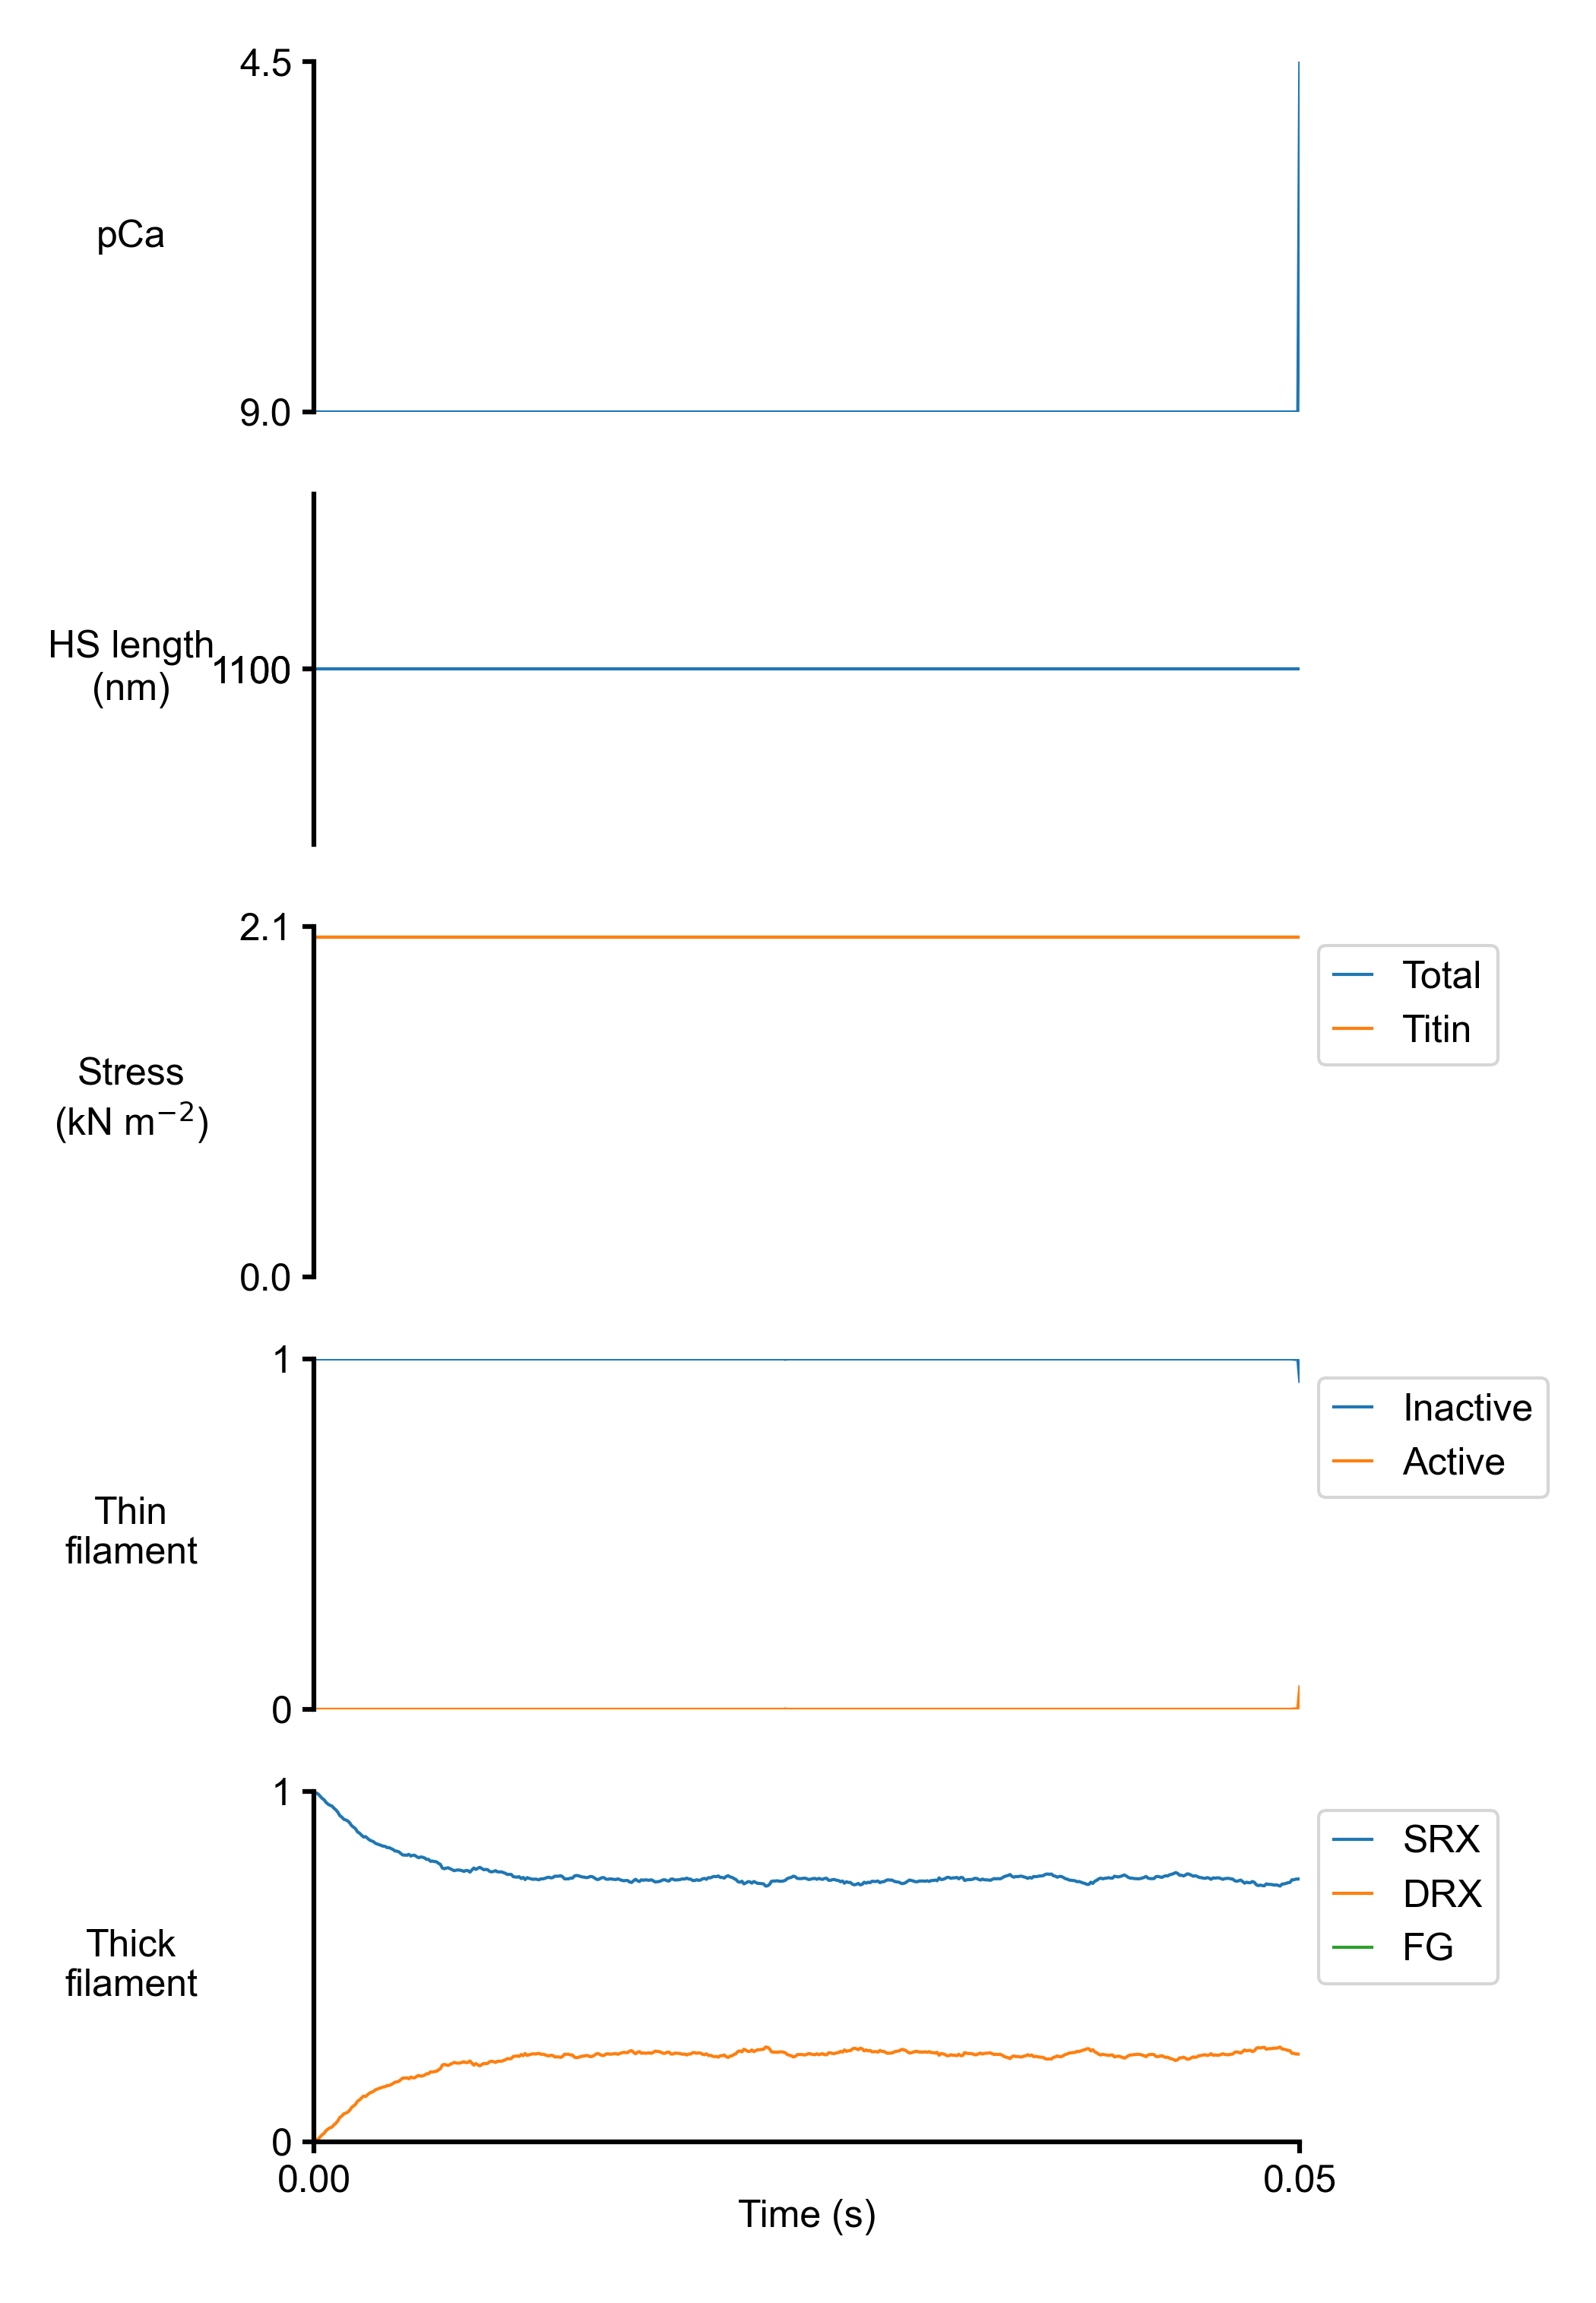 4.5
pCa
9.0
HS length
(nm)
1100
2.1
Total
Titin
Stress
(kN m⁻²)
0.0
1
Inactive
Active
Thin
filament
0
1
SRX
DRX
FG
Thick
filament
0
0.00
0.05
Time (s)